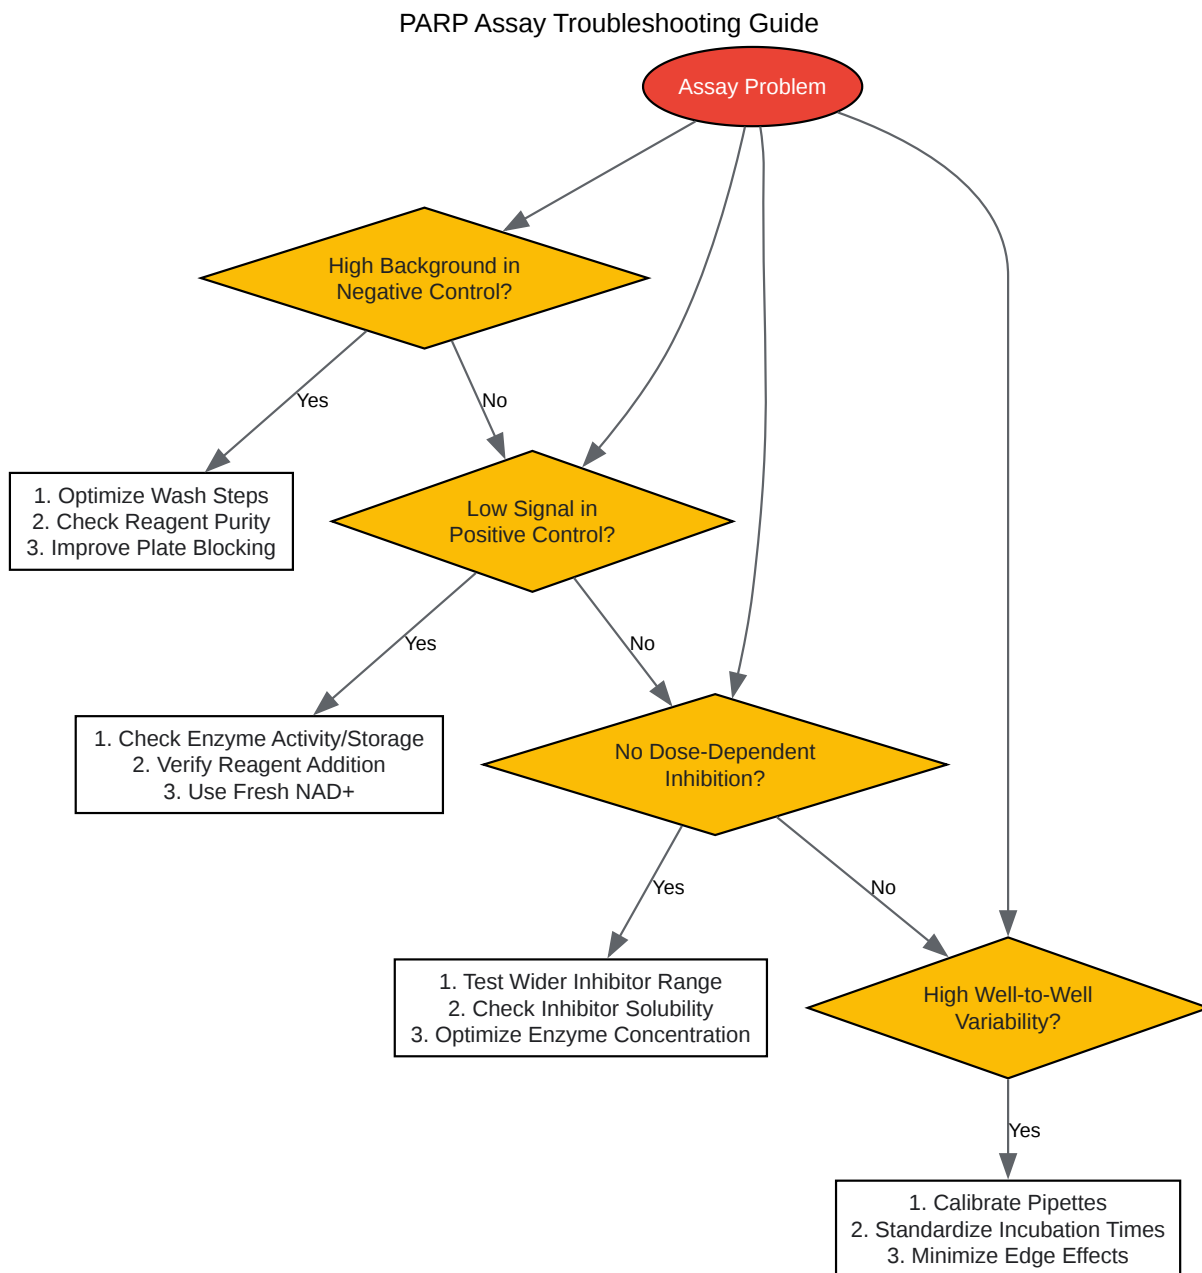 PARP Assay Troubleshooting Guide
Assay Problem
High Background in
Negative Control?
Yes
No
1. Optimize Wash Steps
2. Check Reagent Purity
3. Improve Plate Blocking
Low Signal in
Positive Control?
Yes
No
1. Check Enzyme Activity/Storage
2. Verify Reagent Addition
3. Use Fresh NAD+
No Dose-Dependent
Inhibition?
Yes
No
1. Test Wider Inhibitor Range
2. Check Inhibitor Solubility
3. Optimize Enzyme Concentration
High Well-to-Well
Variability?
Yes
1. Calibrate Pipettes
2. Standardize Incubation Times
3. Minimize Edge Effects